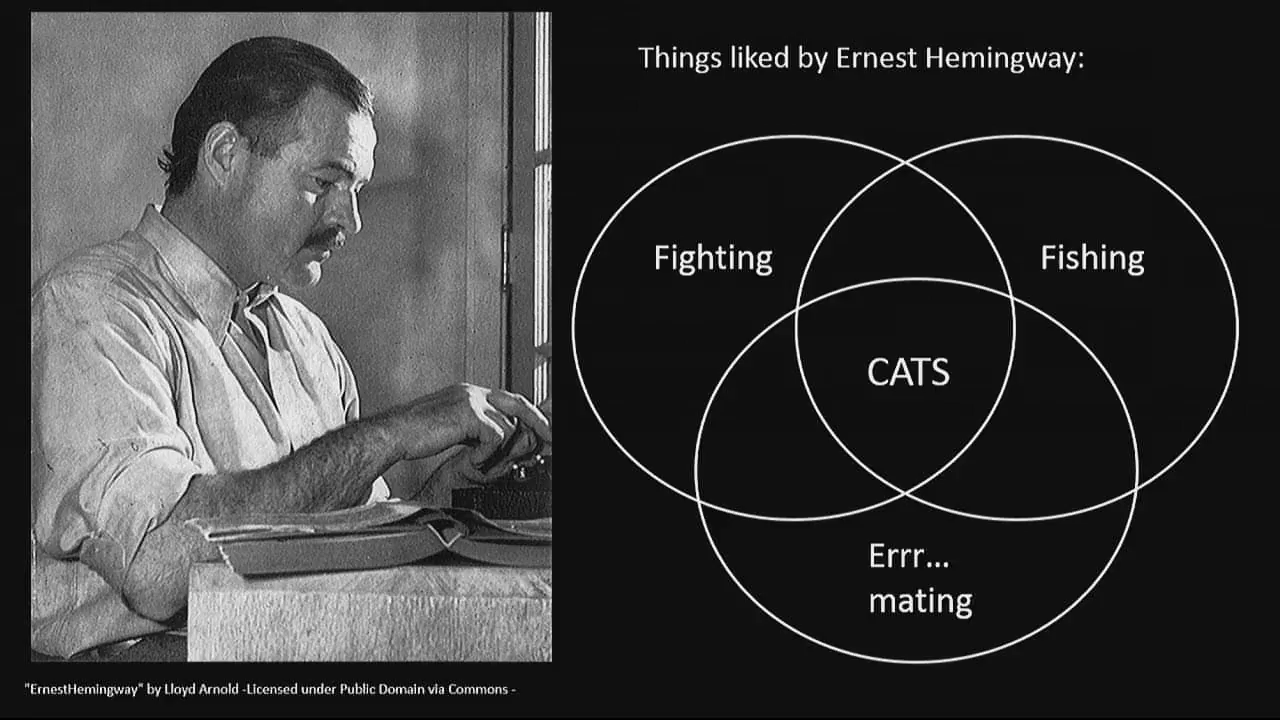 Things liked by Ernest Hemingway:
Fighting
Fishing
CATS
Errr...
mating
"ErnestHemingway" by Lloyd Arnold -Licensed under Public Domain via Commons -